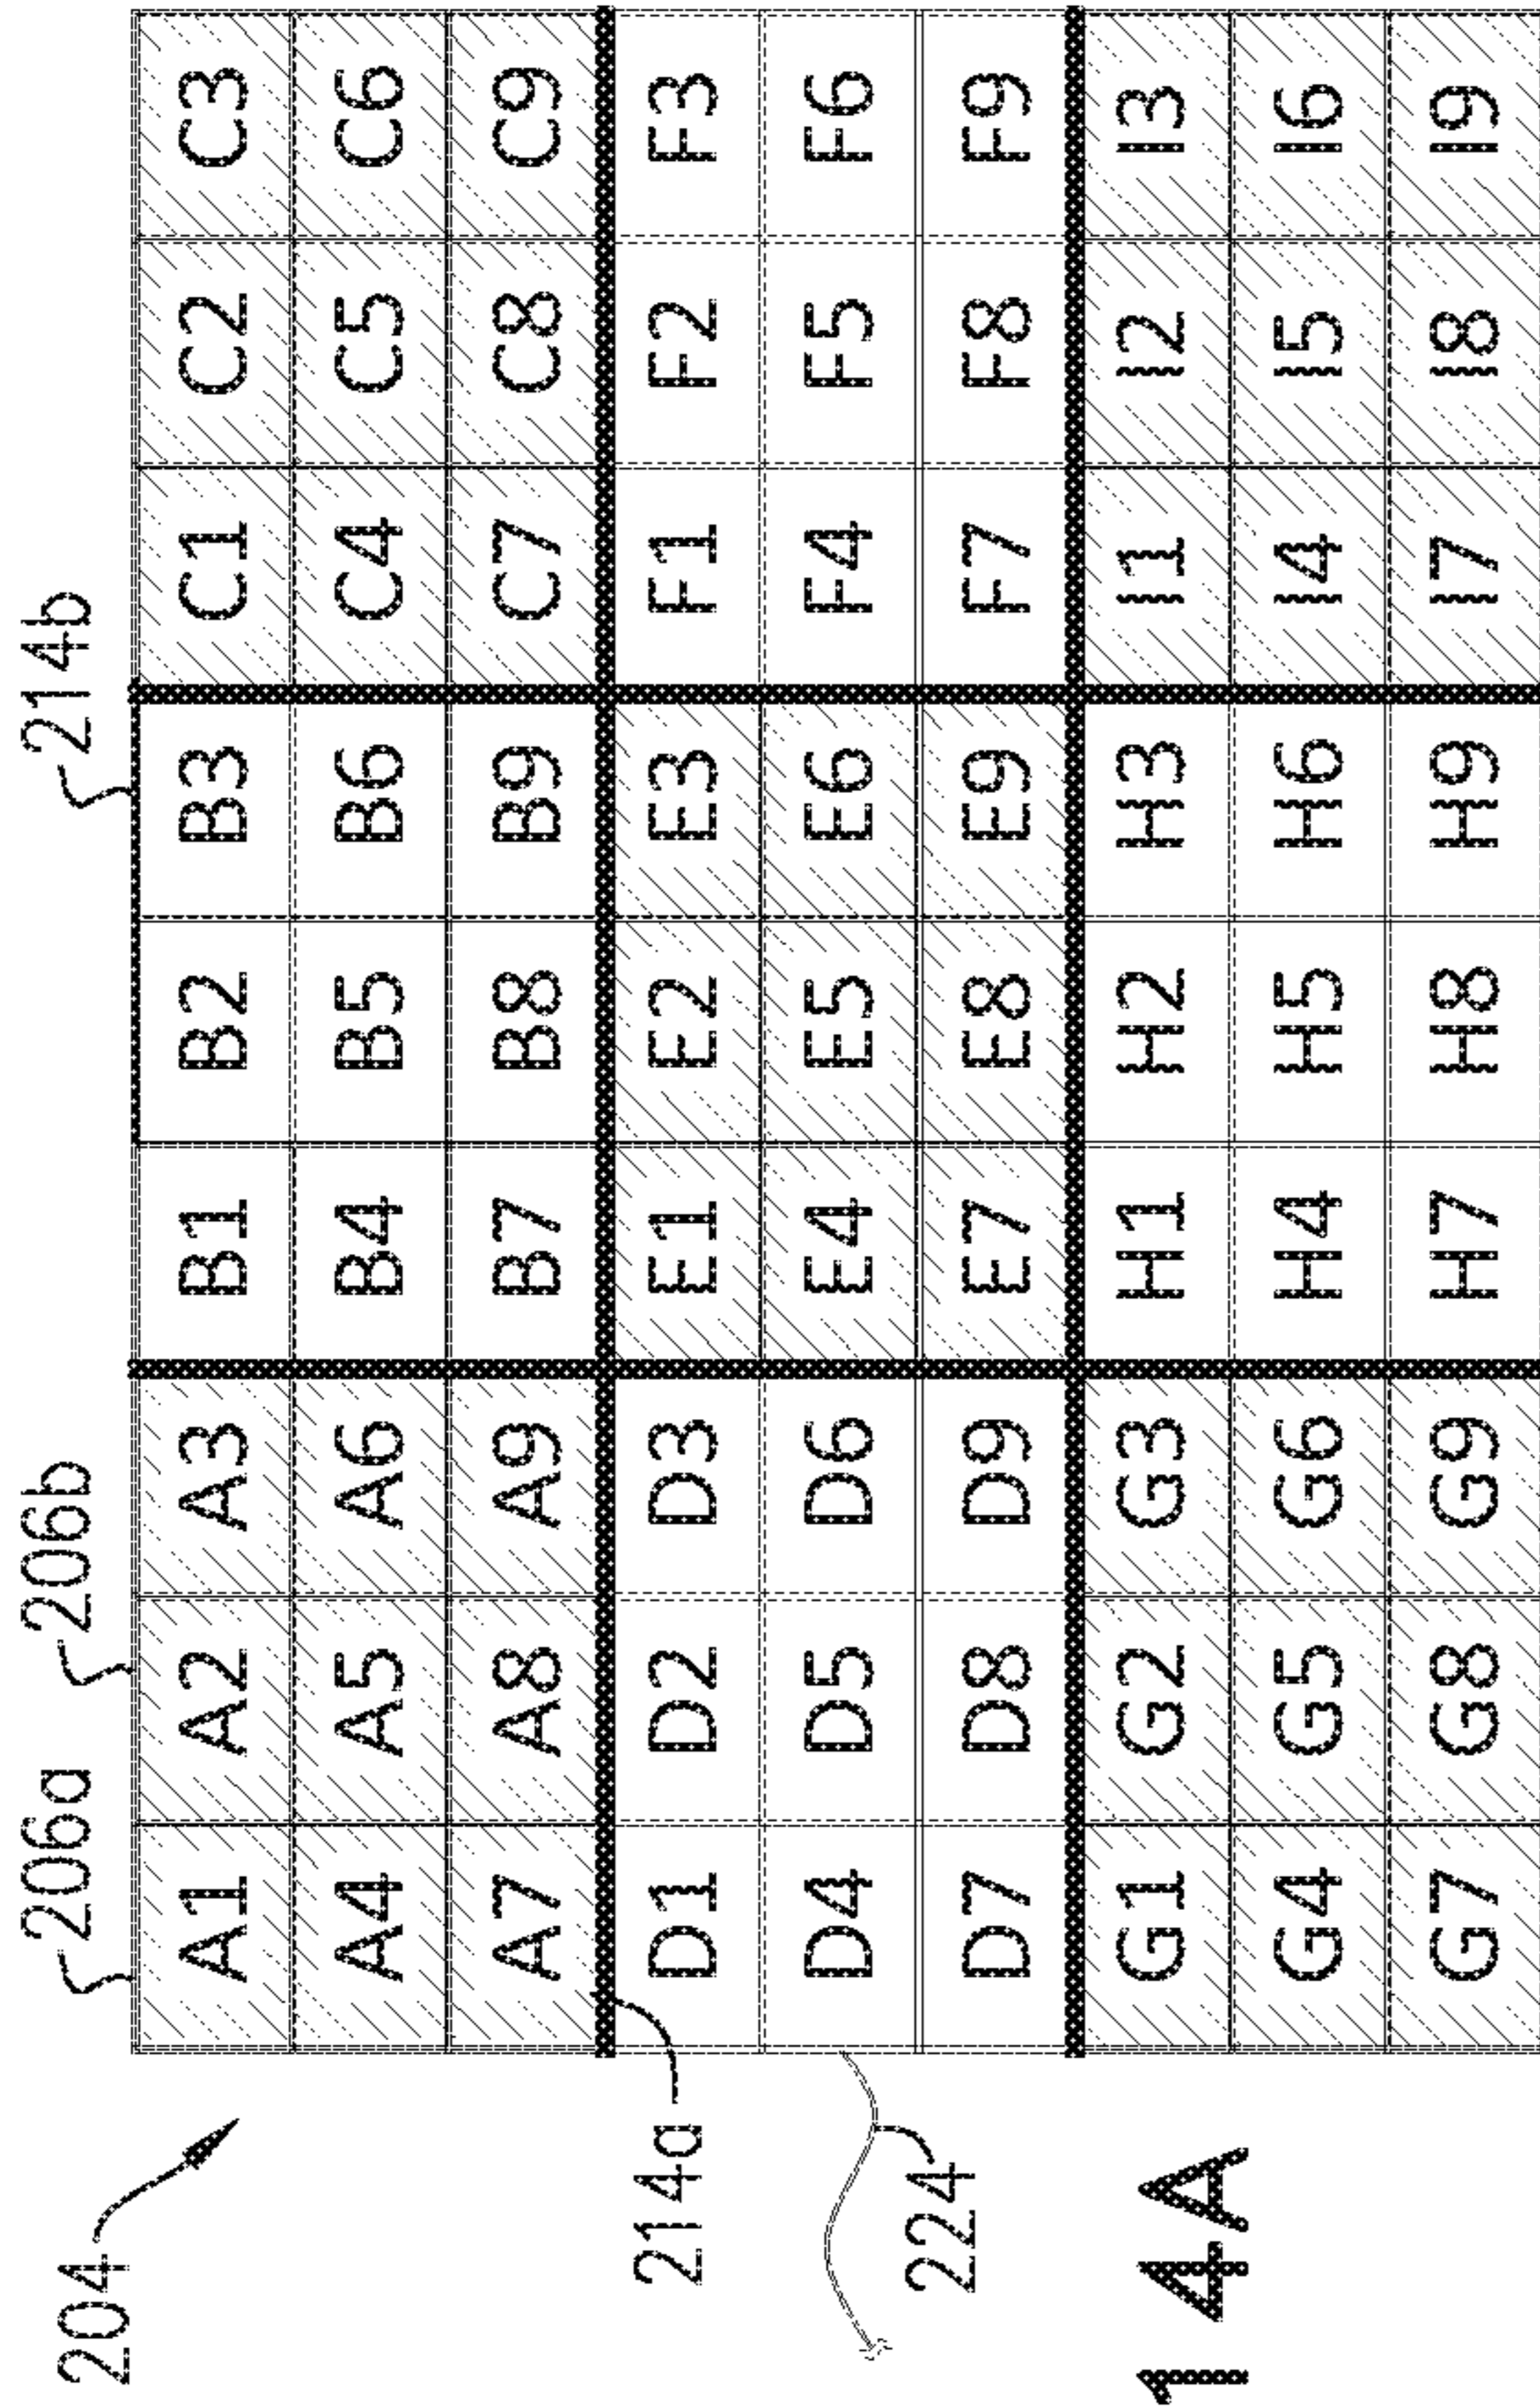 204 206a 206b 214b
A1 A2 A3 B1 B2 B3 C1 C2 C3
A4 A5 A6 B4 B5 B6 C4 C5 C6
A7 A8 A9 B7 B8 B9 C7 C8 C9
214a D1 D2 D3 E1 E2 E3 F1 F2 F3
D4 D5 D6 E4 E5 E6 F4 F5 F6
224 D7 D8 D9 E7 E8 E9 F7 F8 F9
G1 G2 G3 H1 H2 H3 I1 I2 I3
14A
G4 G5 G6 H4 H5 H6 I4 I5 I6
G7 G8 G9 H7 H8 H9 I7 I8 I9